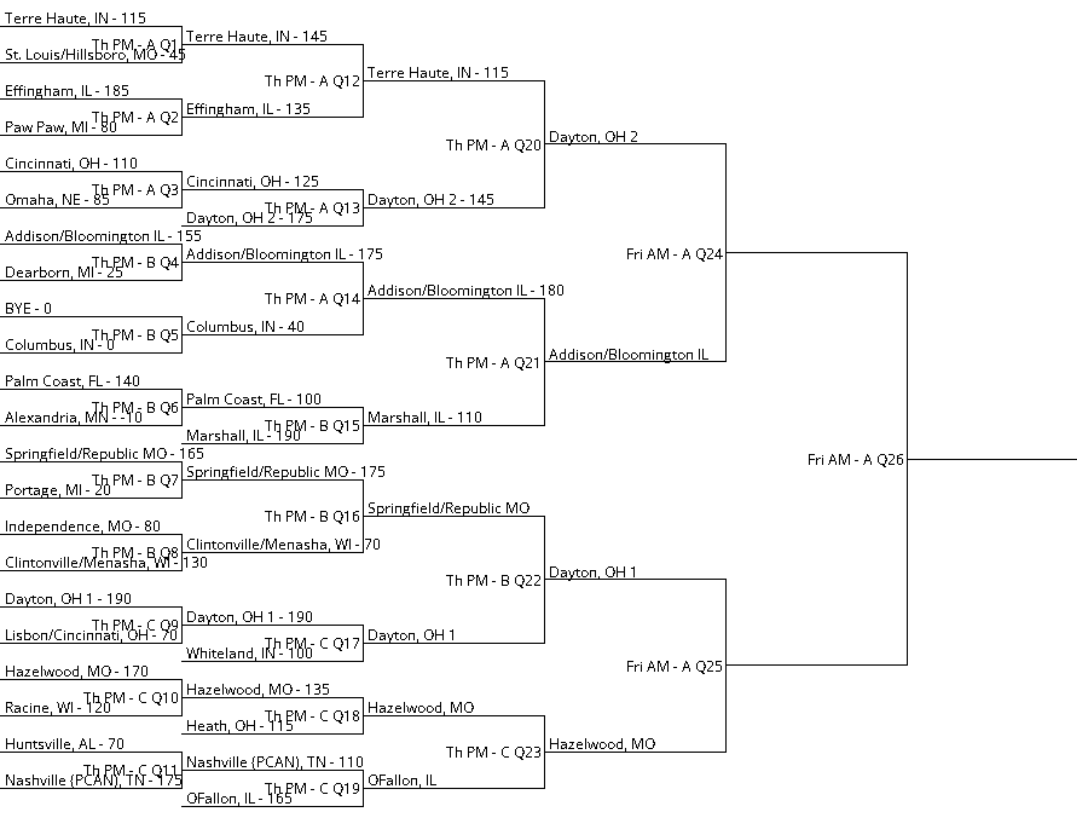 Terre Haute, IN - 115
Th PM - A Q1
St. Louis/Hillsboro, MO - 45
Terre Haute, IN - 145
Th PM - A Q12
Terre Haute, IN - 115
Effingham, IL - 185
Th PM - A Q2
Paw Paw, MI - 80
Effingham, IL - 135
Th PM - A Q20
Dayton, OH 2
Cincinnati, OH - 110
Th PM - A Q3
Omaha, NE - 85
Cincinnati, OH - 125
Th PM - A Q13
Dayton, OH 2 - 175
Dayton, OH 2 - 145
Addison/Bloomington IL - 155
Th PM - B Q4
Dearborn, MI - 25
Addison/Bloomington IL - 175
Fri AM - A Q24
Th PM - A Q14
Addison/Bloomington IL - 180
BYE - 0
Th PM - B Q5
Columbus, IN - 0
Columbus, IN - 40
Th PM - A Q21
Addison/Bloomington IL
Palm Coast, FL - 140
Th PM - B Q6
Alexandria, MN - -10
Palm Coast, FL - 100
Th PM - B Q15
Marshall, IL - 190
Marshall, IL - 110
Springfield/Republic MO - 165
Th PM - B Q7
Portage, MI - 20
Springfield/Republic MO - 175
Fri AM - A Q26
Th PM - B Q16
Springfield/Republic MO
Independence, MO - 80
Th PM - B Q8
Clintonville/Menasha, WI - 130
Clintonville/Menasha, WI - 70
Th PM - B Q22
Dayton, OH 1
Dayton, OH 1 - 190
Th PM - C Q9
Lisbon/Cincinnati, OH - 70
Dayton, OH 1 - 190
Th PM - C Q17
Whiteland, IN - 100
Dayton, OH 1
Fri AM - A Q25
Hazelwood, MO - 170
Th PM - C Q10
Racine, WI - 120
Hazelwood, MO - 135
Th PM - C Q18
Heath, OH - 115
Hazelwood, MO
Th PM - C Q23
Hazelwood, MO
Huntsville, AL - 70
Th PM - C Q11
Nashville (PCAN), TN - 175
Nashville (PCAN), TN - 110
Th PM - C Q19
OFallon, IL - 165
OFallon, IL